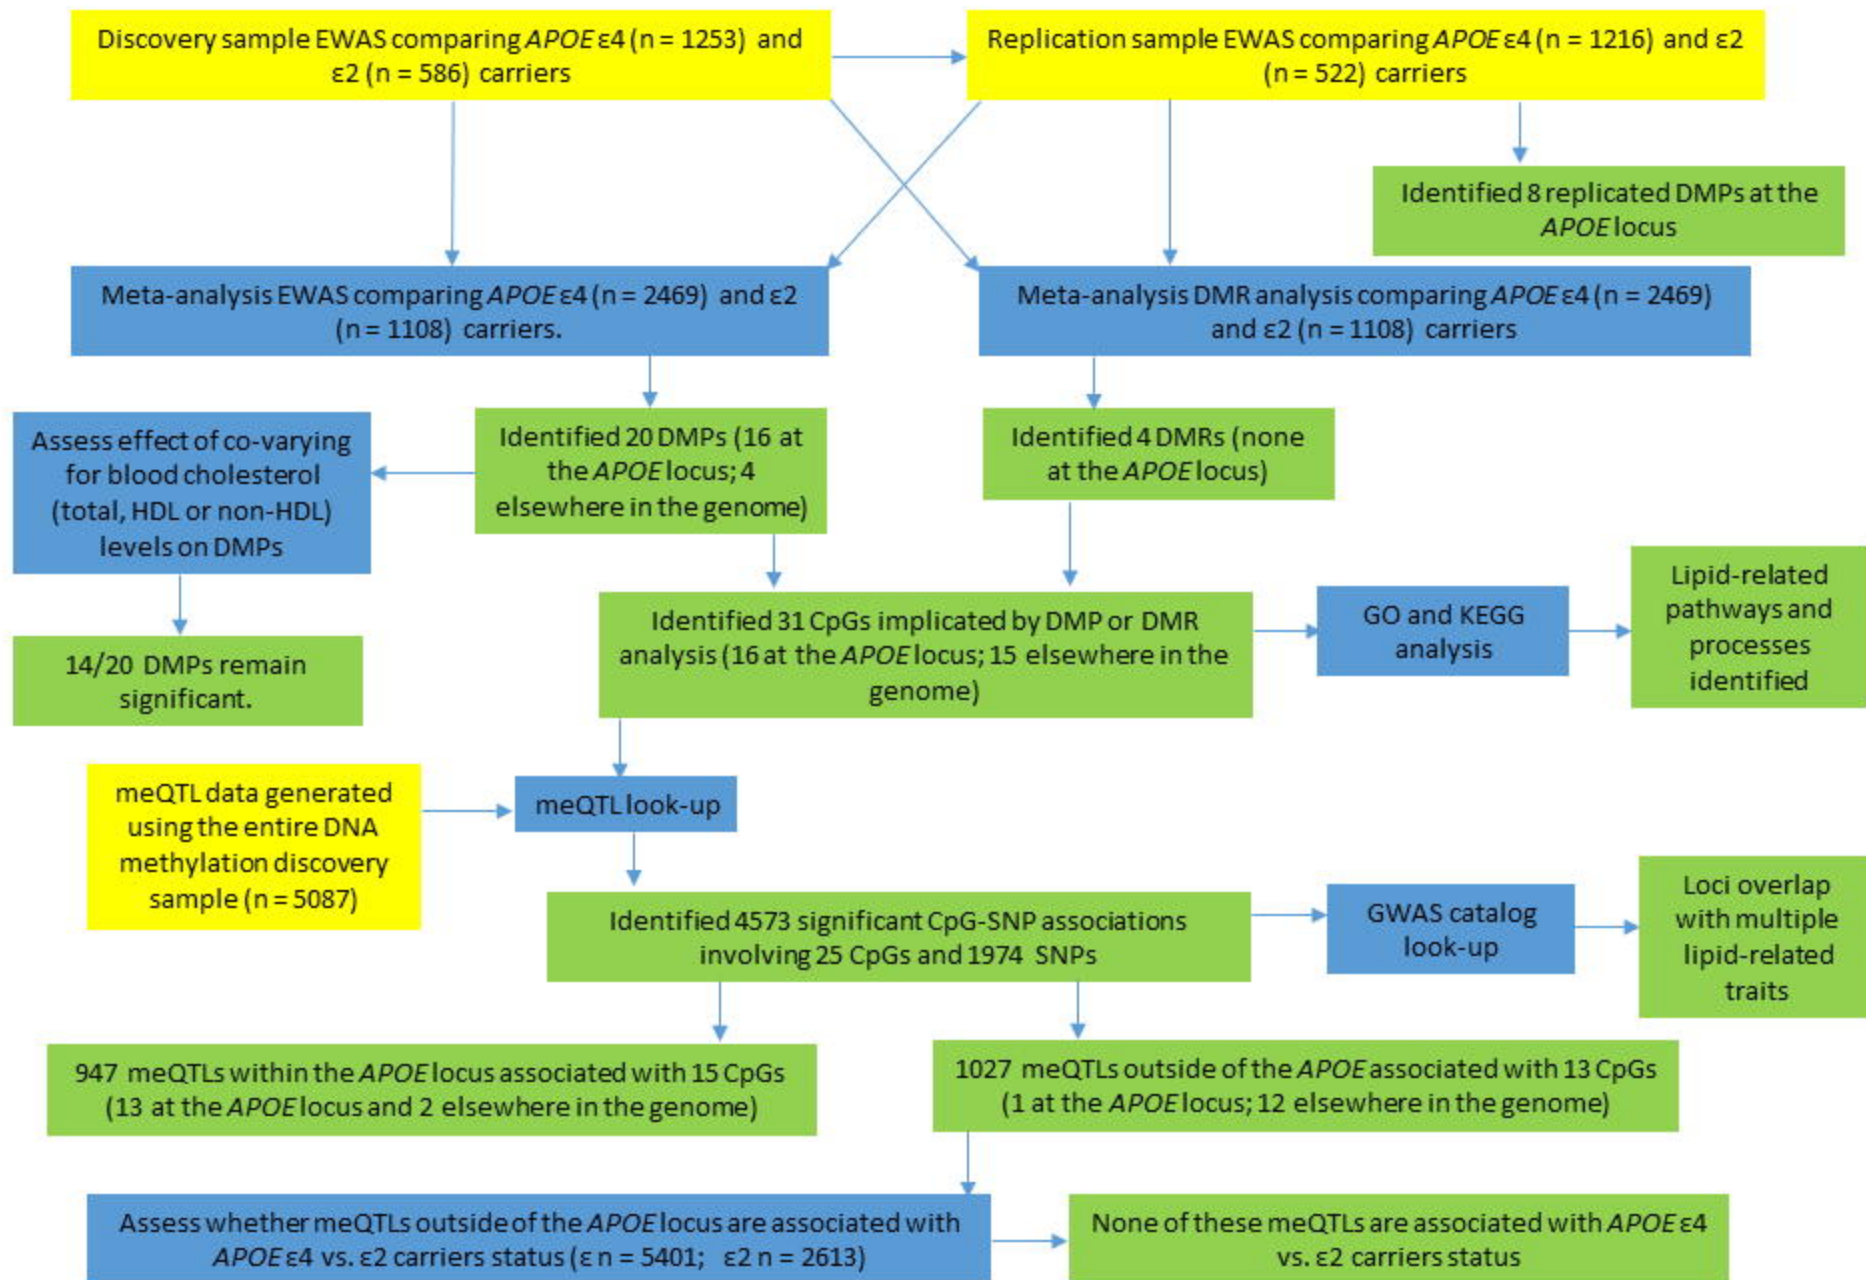 Discovery sample EWAS comparing APOE ε4 (n = 1253) and
ε2 (n = 586) carriers
Replication sample EWAS comparing APOE ε4 (n = 1216) and ε2
(n = 522) carriers
Identified 8 replicated DMPs at the
APOE locus
Meta-analysis EWAS comparing APOE ε4 (n = 2469) and ε2
(n = 1108) carriers.
Meta-analysis DMR analysis comparing APOE ε4 (n = 2469)
and ε2 (n = 1108) carriers
Assess effect of co-varying
for blood cholesterol
(total, HDL or non-HDL)
levels on DMPs
Identified 20 DMPs (16 at
the APOE locus; 4
elsewhere in the genome)
Identified 4 DMRs (none
at the APOE locus)
14/20 DMPs remain
significant.
Identified 31 CpGs implicated by DMP or DMR
analysis (16 at the APOE locus; 15 elsewhere in the
genome)
GO and KEGG
analysis
Lipid-related
pathways and
processes
identified
meQTL data generated
using the entire DNA
methylation discovery
sample (n = 5087)
meQTL look-up
Identified 4573 significant CpG-SNP associations
involving 25 CpGs and 1974 SNPs
GWAS catalog
look-up
Loci overlap
with multiple
lipid-related
traits
947 meQTLs within the APOE locus associated with 15 CpGs
(13 at the APOE locus and 2 elsewhere in the genome)
1027 meQTLs outside of the APOE associated with 13 CpGs
(1 at the APOE locus; 12 elsewhere in the genome)
Assess whether meQTLs outside of the APOE locus are associated with
APOE ε4 vs. ε2 carriers status (ε n = 5401; ε2 n = 2613)
None of these meQTLs are associated with APOE ε4
vs. ε2 carriers status